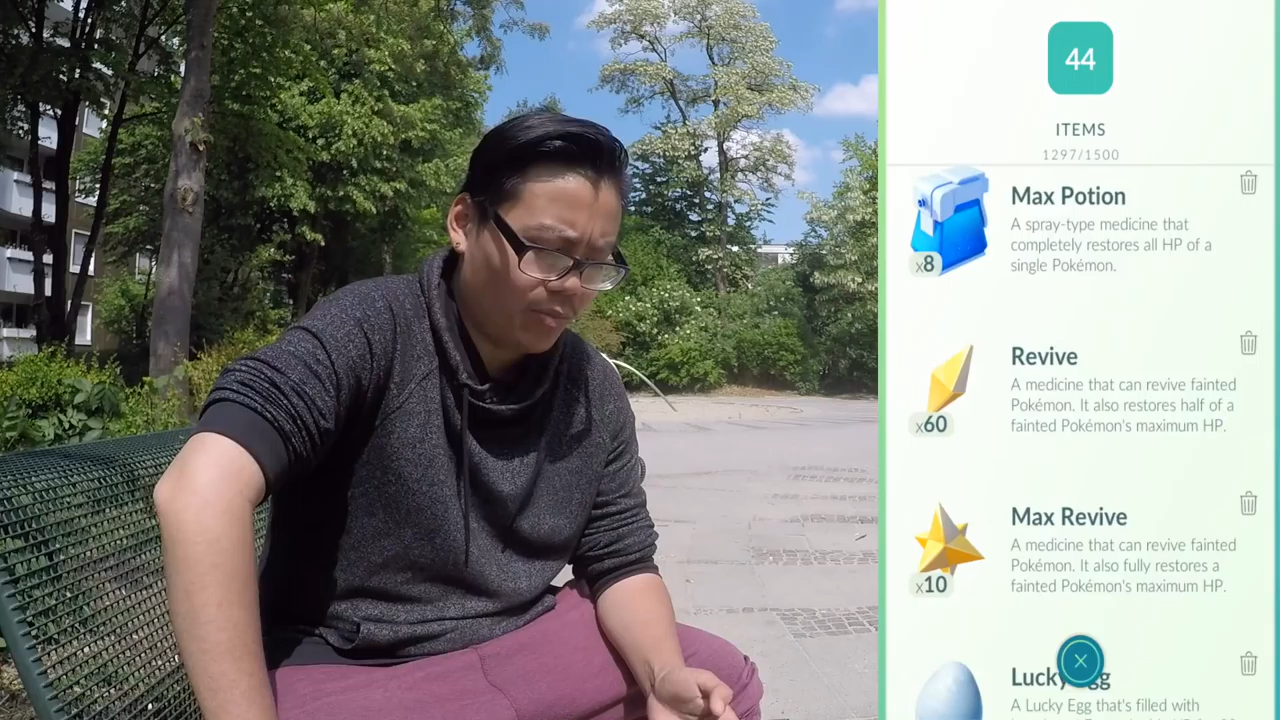 44
ITEMS
1297/1500
Max Potion
A spray-type medicine that
completely restores all HP of a
single Pokémon.
x8
Revive
A medicine that can revive fainted
Pokémon. It also restores half of a
fainted Pokémon's maximum HP.
x60
Max Revive
A medicine that can revive fainted
Pokémon. It also fully restores a
fainted Pokémon's maximum HP.
x10
Lucky Egg
A Lucky Egg that's filled with